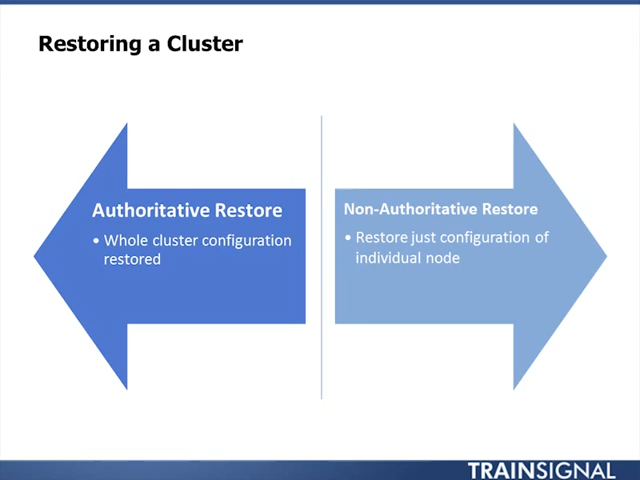 Restoring a Cluster
Authoritative Restore
• Whole cluster configuration
restored
Non-Authoritative Restore
• Restore just configuration of
individual node
TRAINSIGNAL